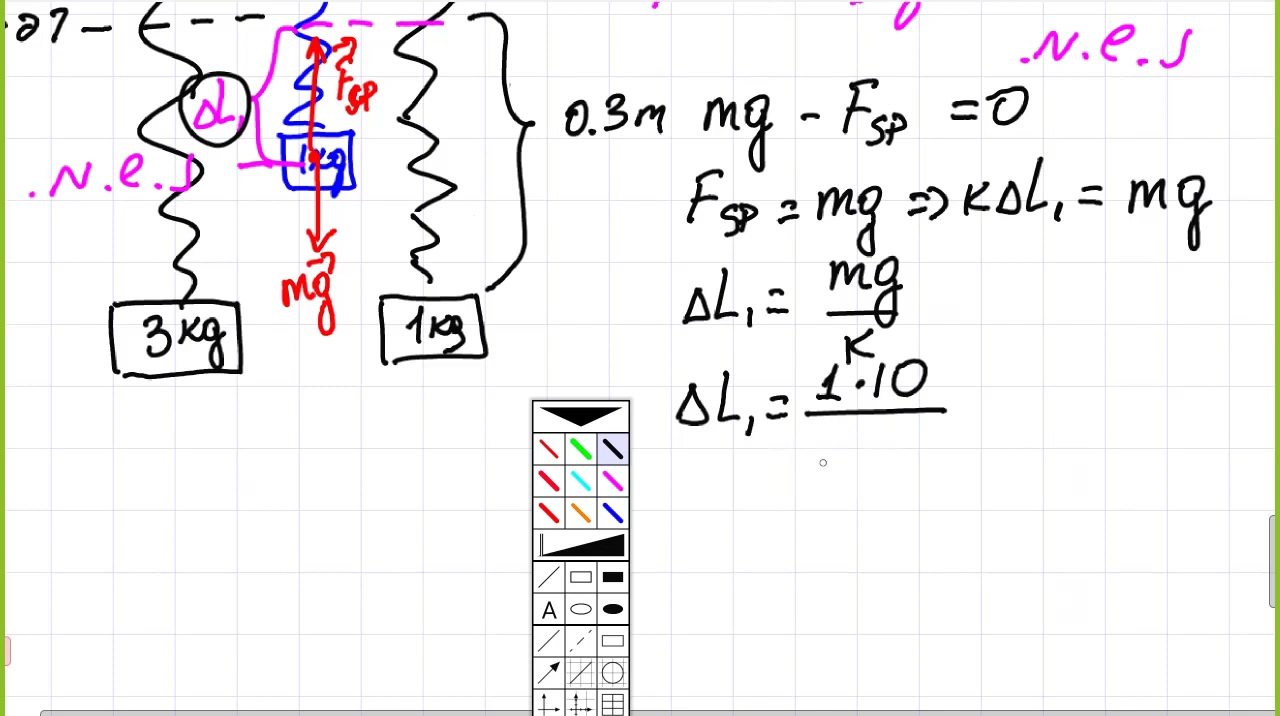 .N.e.s
0.3m mg - Fsp = 0
Fsp = mg => KΔL₁ = mg
ΔL₁ = mg/K
ΔL₁ = 1·10
Fsp
ΔL₁
.N.e.s
1kg
mg
3kg
1kg
A